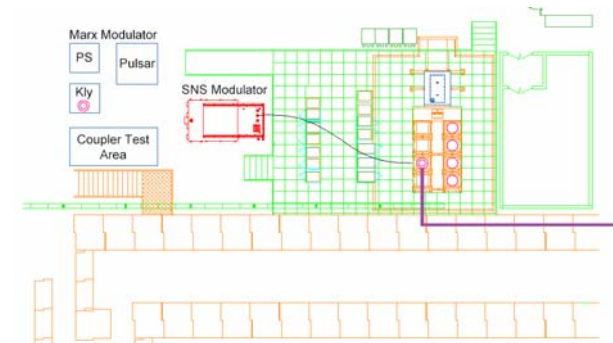 Marx Modulator
PS
Pulsar
Kly
SNS Modulator
Coupler Test
Area